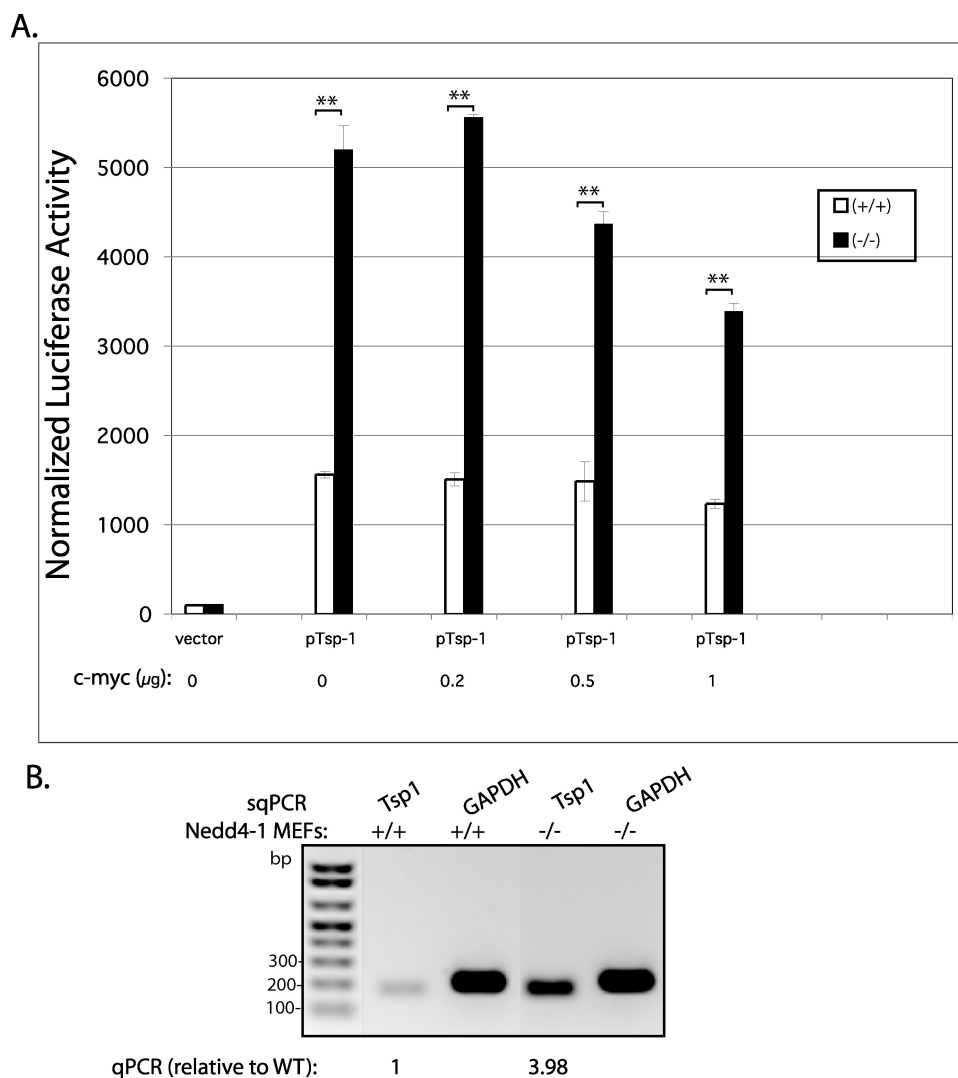 A.
Normalized Luciferase Activity
6000
5000
4000
3000
2000
1000
0
** ** ** **
(+/+)
(-/-)
vector pTsp-1 pTsp-1 pTsp-1 pTsp-1
c-myc (µg): 0 0 0.2 0.5 1
B.
sqPCR Tsp1 GAPDH Tsp1 GAPDH
Nedd4-1 MEFs: +/+ +/+ -/- -/-
bp
300-
200-
100-
qPCR (relative to WT): 1 3.98